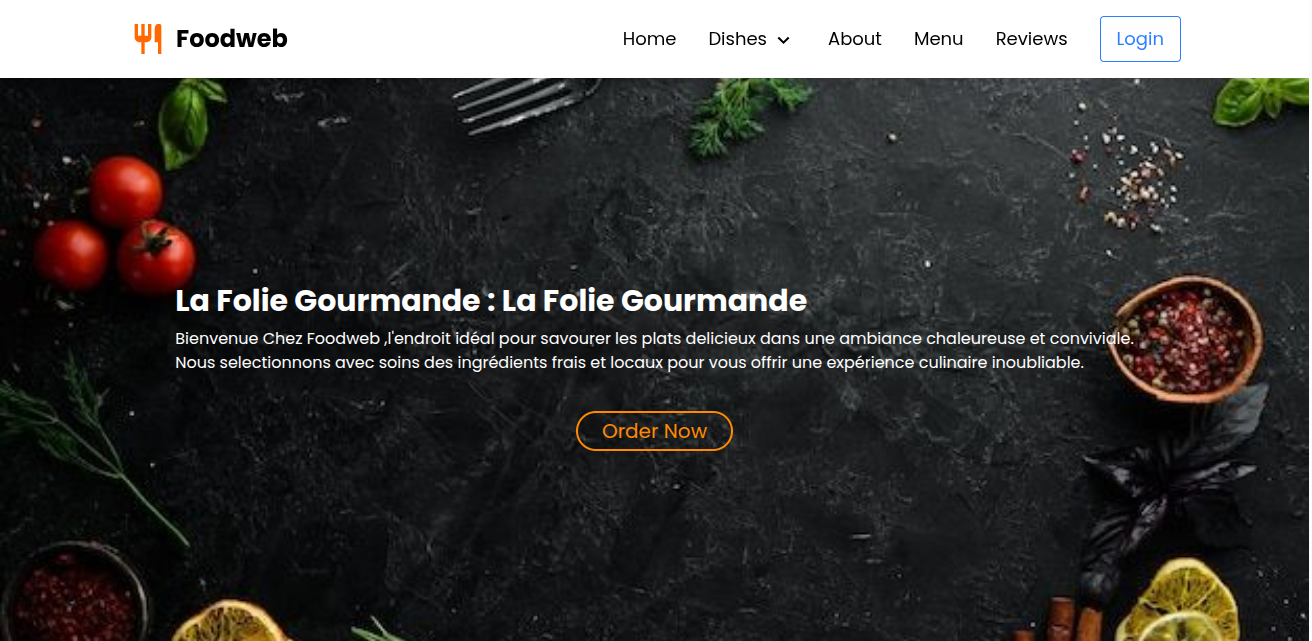 Foodweb
Home Dishes About Menu Reviews Login
La Folie Gourmande : La Folie Gourmande
Bienvenue Chez Foodweb ,l'endroit idéal pour savourer les plats delicieux dans une ambiance chaleureuse et convividle.
Nous selectionnons avec soins des ingrédients frais et locaux pour vous offrir une expérience culinaire inoubliable.
Order Now